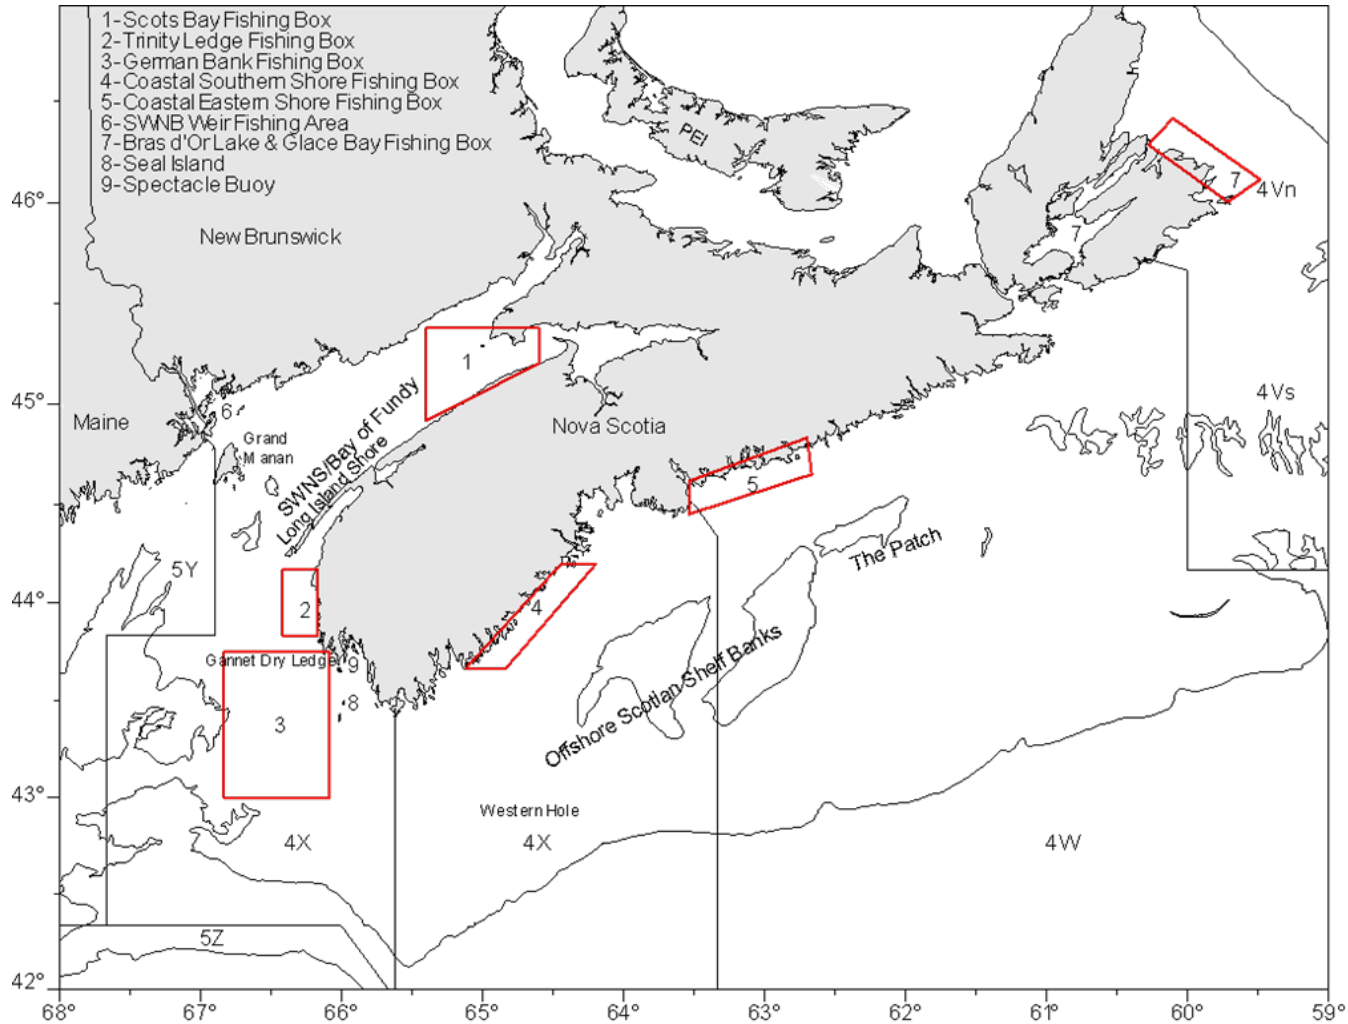 1-Scots Bay Fishing Box
2-Trinity Ledge Fishing Box
3-German Bank Fishing Box
4-Coastal Southern Shore Fishing Box
5-Coastal Eastern Shore Fishing Box
6-SWNB Weir Fishing Area
7-Bras d'Or Lake & Glace Bay Fishing Box
8-Seal Island
9-Spectacle Buoy
PEI
7
4Vn
46°
New Brunswick
7
1
45°
6
Maine
Grand
Manan
SWNS/Bay of Fundy
Long Island Shore
Nova Scotia
4Vs
5
The Patch
5Y
44°
2
4
Gannet Dry Ledge
9
8
3
Offshore Scotian Shelf Banks
43°
Western Hole
4X
4X
4W
5Z
42°
68°
67°
66°
65°
64°
63°
62°
61°
60°
59°